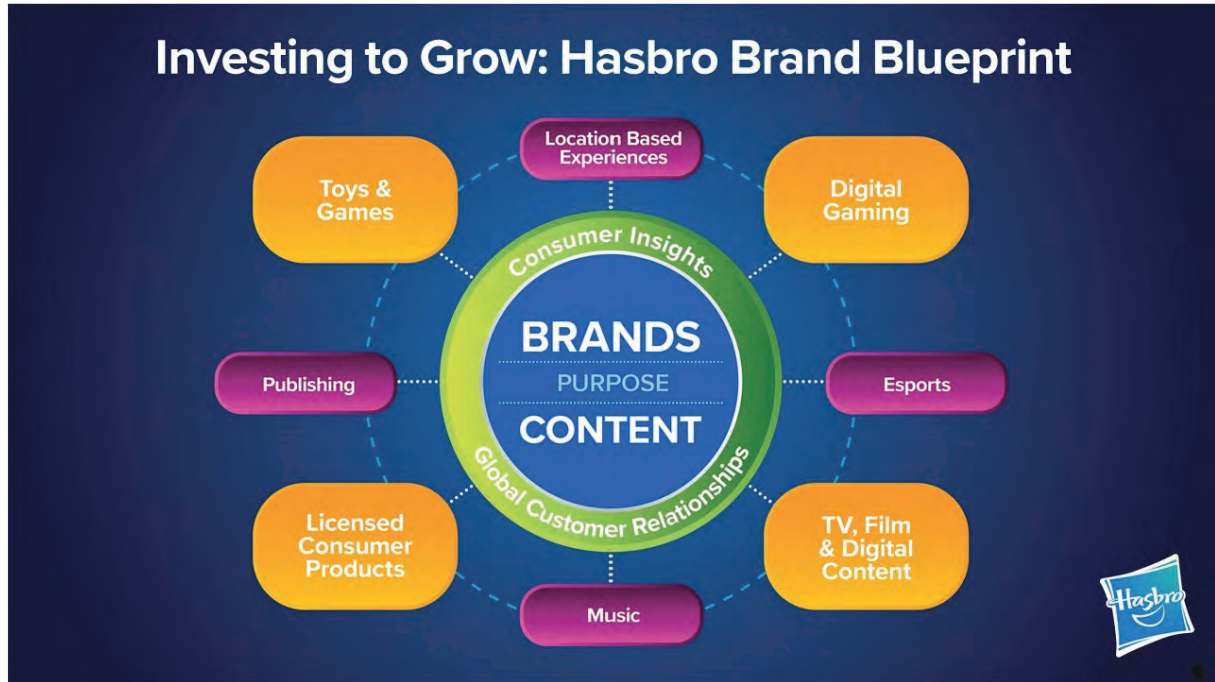 Investing to Grow: Hasbro Brand Blueprint
Location Based
Experiences
Toys &
Games
Digital
Gaming
Consumer Insights
BRANDS
PURPOSE
CONTENT
Global Customer Relationships
Publishing
Esports
Licensed
Consumer
Products
TV, Film
& Digital
Content
Music
Hasbro